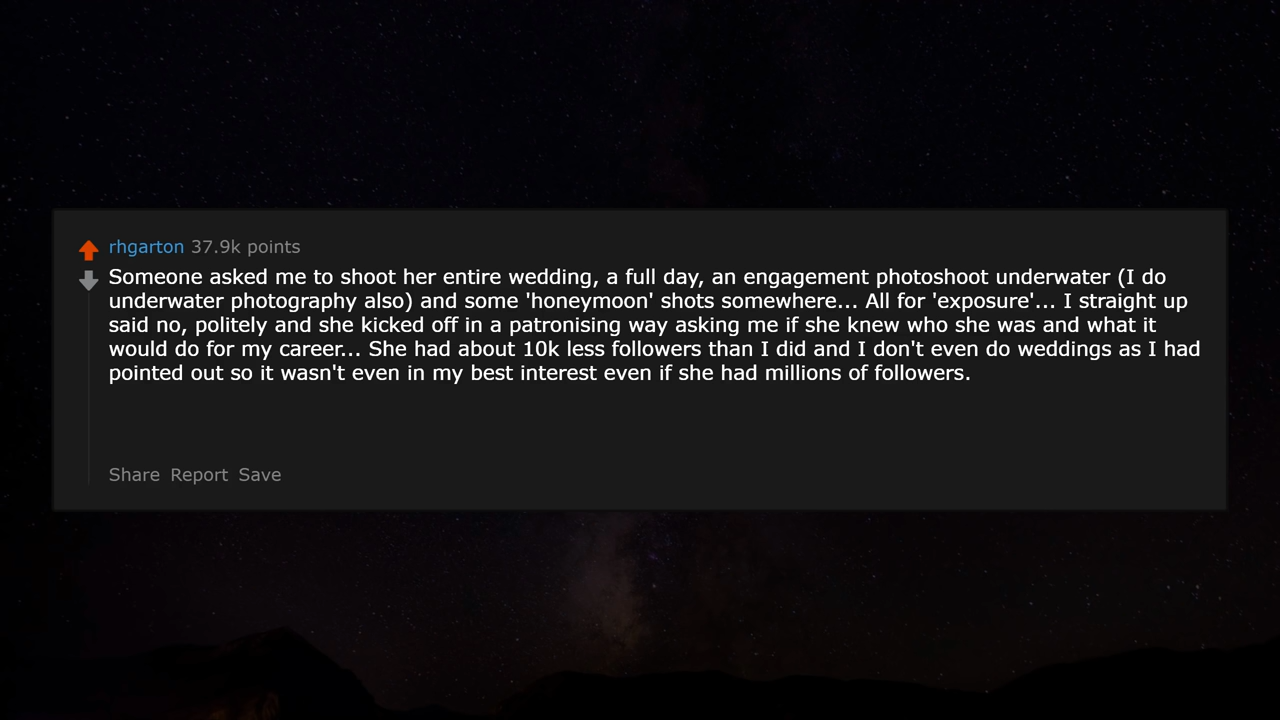 rhgarton 37.9k points
Someone asked me to shoot her entire wedding, a full day, an engagement photoshoot underwater (I do
underwater photography also) and some 'honeymoon' shots somewhere... All for 'exposure'... I straight up
said no, politely and she kicked off in a patronising way asking me if she knew who she was and what it
would do for my career... She had about 10k less followers than I did and I don't even do weddings as I had
pointed out so it wasn't even in my best interest even if she had millions of followers.
Share Report Save